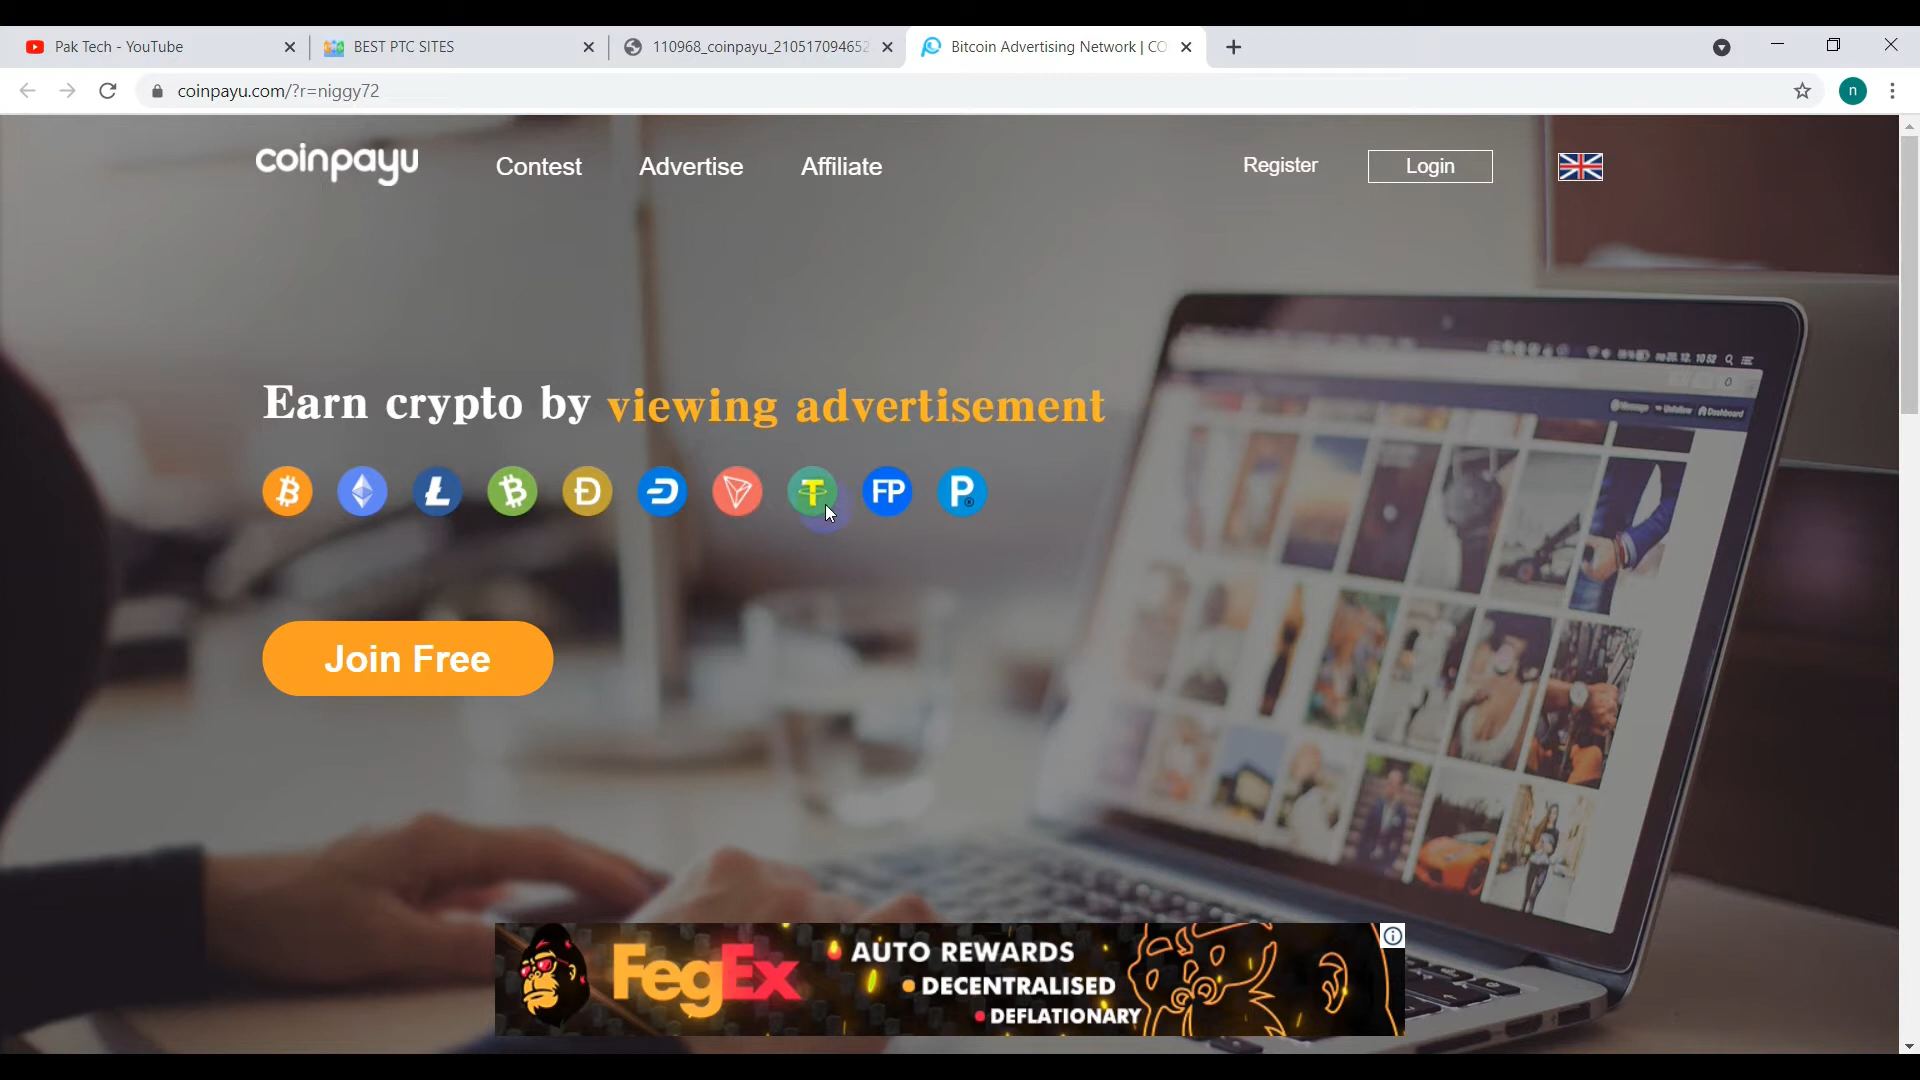 Pak Tech - YouTube
BEST PTC SITES
110968_coinpayu_21051709465
Bitcoin Advertising Network | CO
coinpayu.com/?r=niggy72
n
coinpayu
Contest
Advertise
Affiliate
Register
Login
Earn crypto by viewing advertisement
FP
P
Join Free
FegEx
AUTO REWARDS
DECENTRALISED
DEFLATIONARY